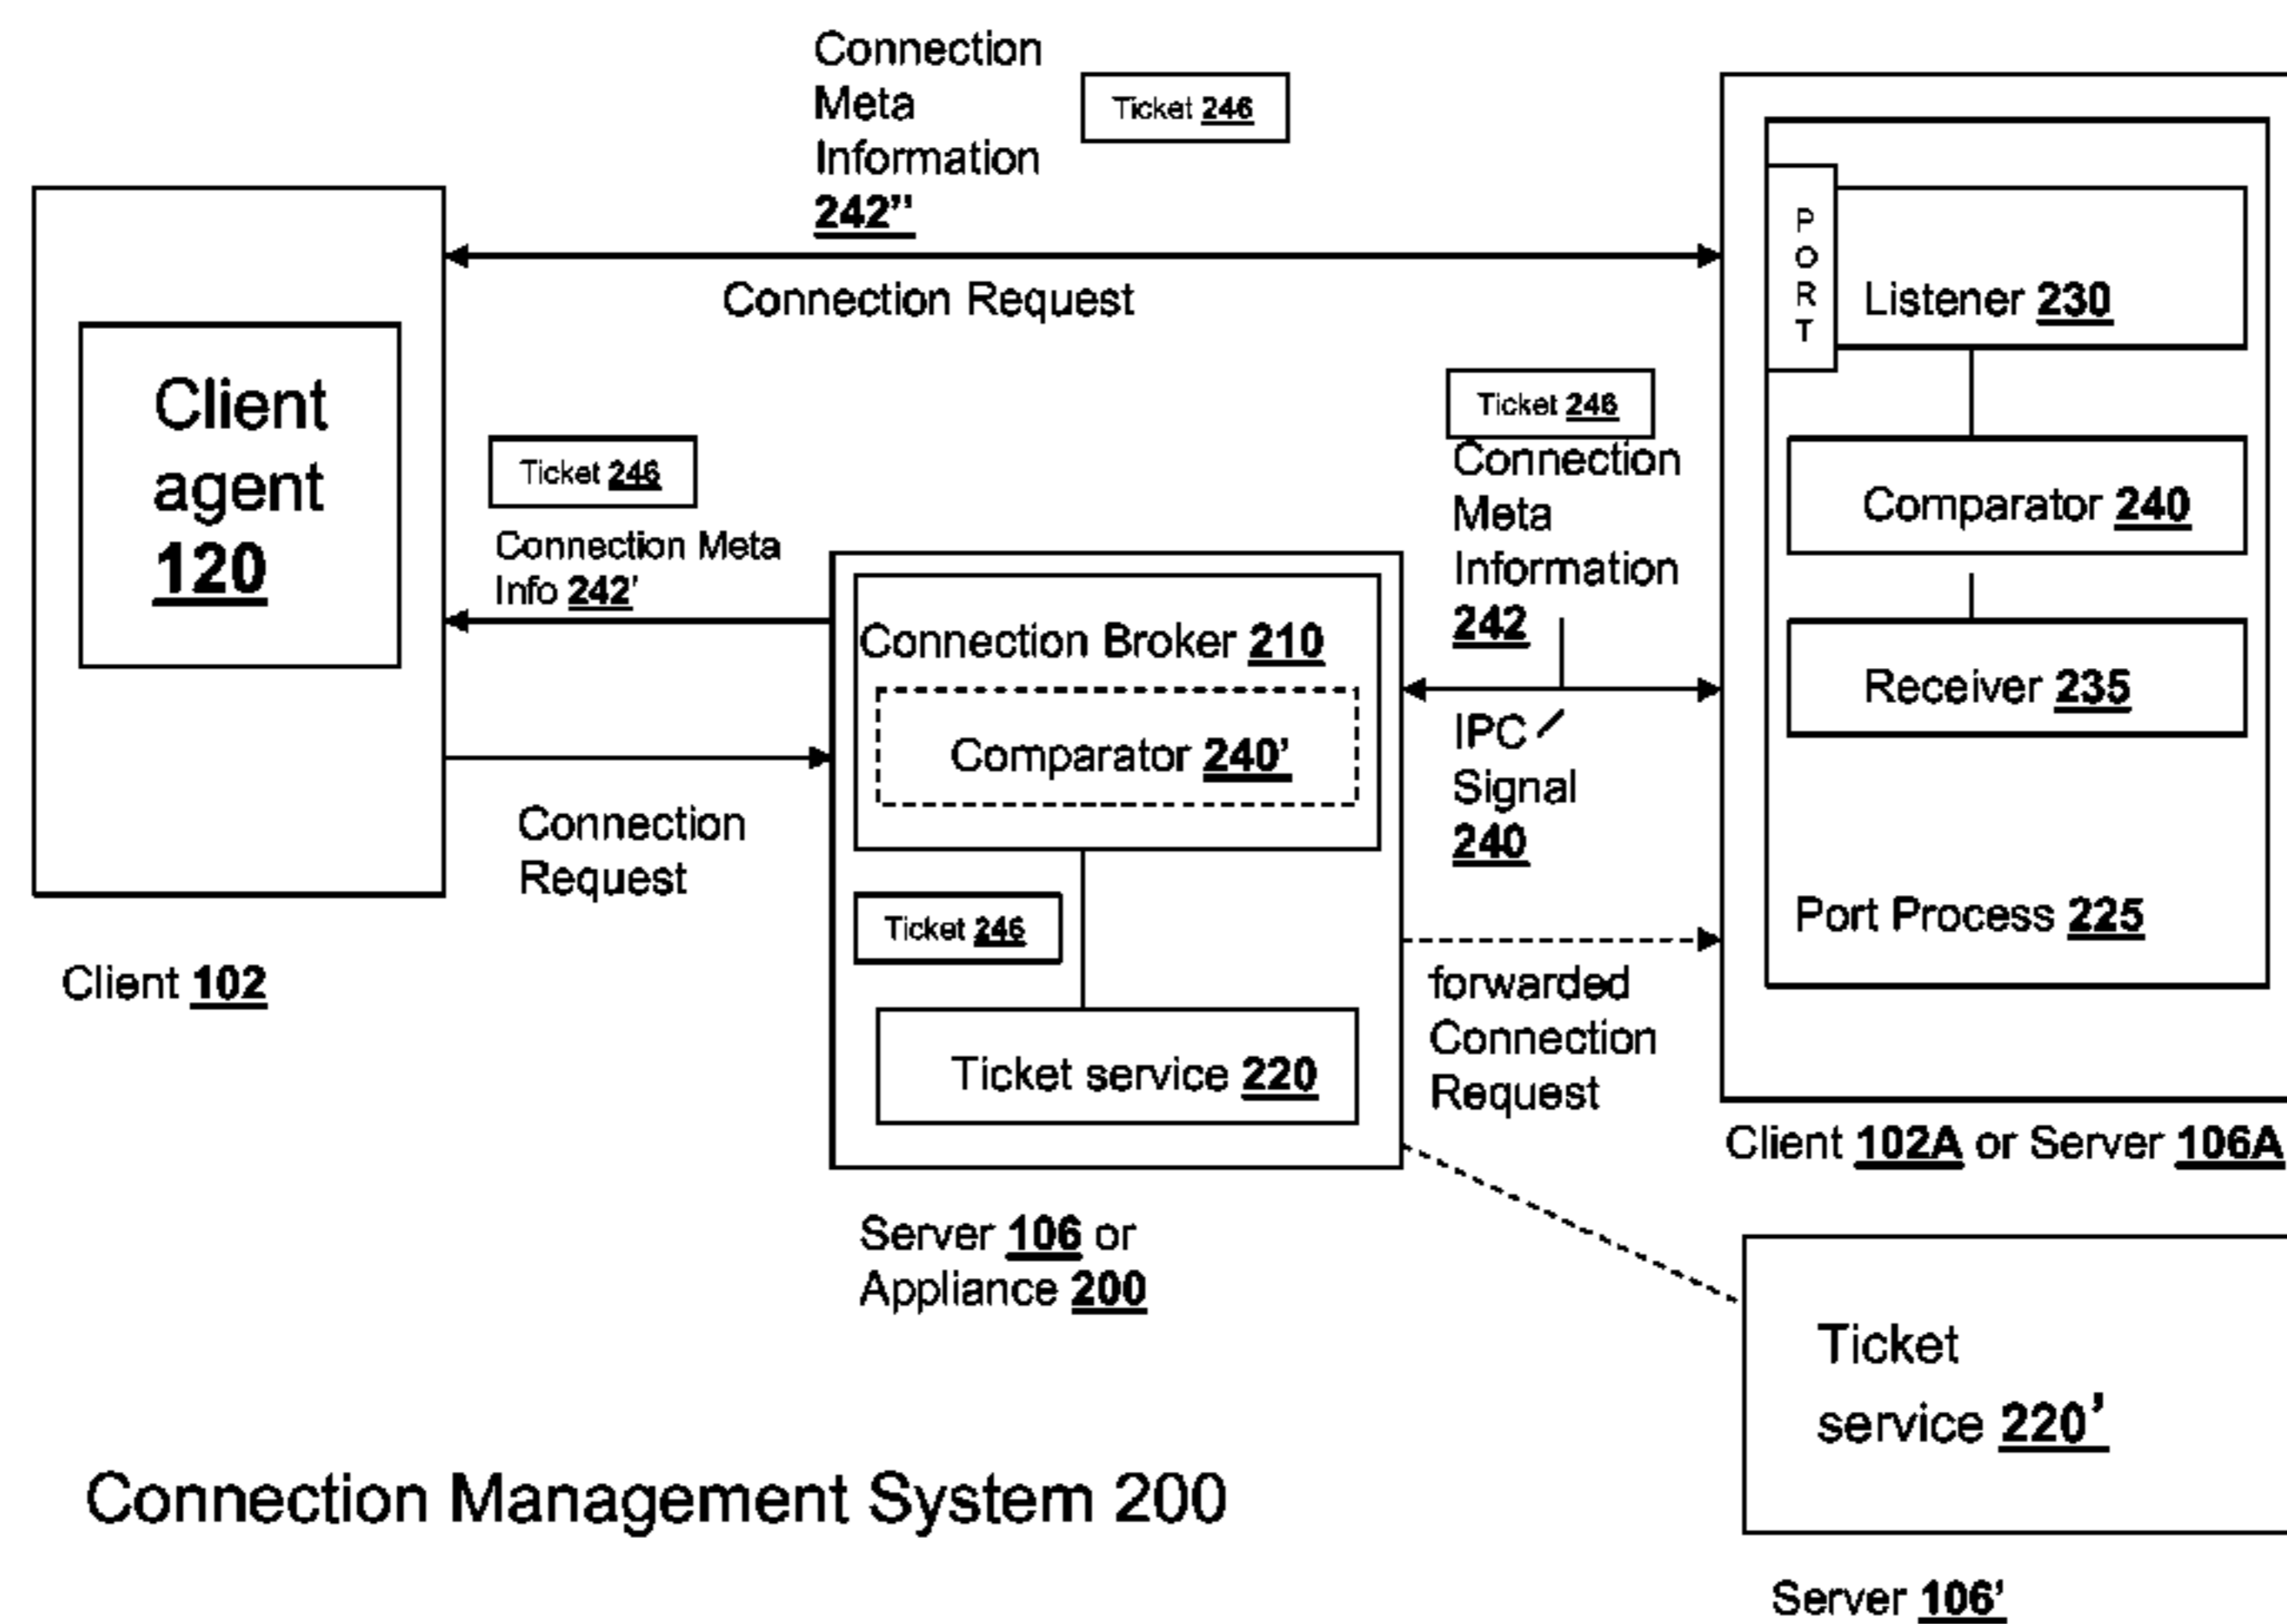 Connection
Meta
Information
242''
Ticket 246
Connection Request
Client
agent
120
Client 102
Ticket 246
Connection Meta
Info 242'
Connection
Request
Connection Broker 210
Comparator 240'
Ticket 246
Ticket service 220
Server 106 or
Appliance 200
Ticket 246
Connection
Meta
Information
242
IPC
Signal
240
forwarded
Connection
Request
PORT
Listener 230
Comparator 240
Receiver 235
Port Process 225
Client 102A or Server 106A
Ticket
service 220'
Server 106'
Connection Management System 200